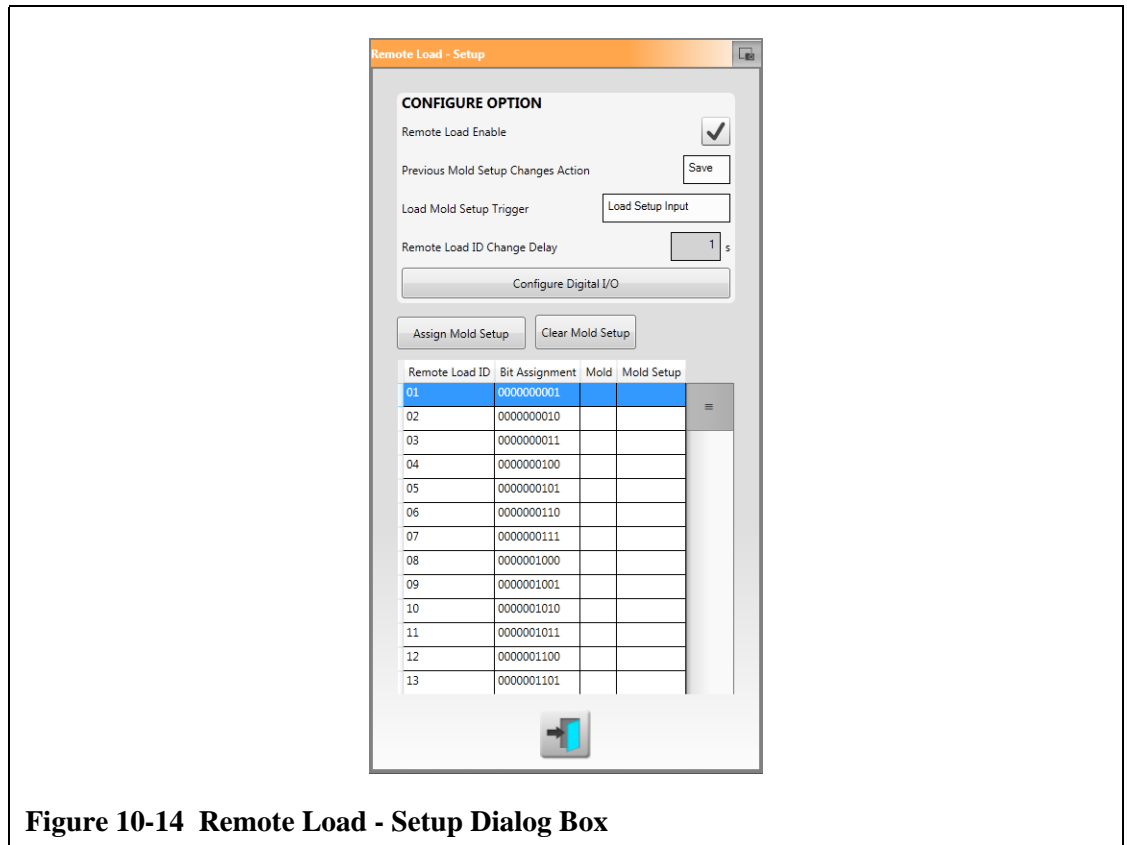 Remote Load - Setup
CONFIGURE OPTION
Remote Load Enable
Previous Mold Setup Changes Action Save
Load Mold Setup Trigger Load Setup Input
Remote Load ID Change Delay 1 s
Configure Digital I/O
Assign Mold Setup Clear Mold Setup
Remote Load ID Bit Assignment Mold Mold Setup
01 0000000001
02 0000000010
03 0000000011
04 0000000100
05 0000000101
06 0000000110
07 0000000111
08 0000001000
09 0000001001
10 0000001010
11 0000001011
12 0000001100
13 0000001101
Figure 10-14 Remote Load - Setup Dialog Box